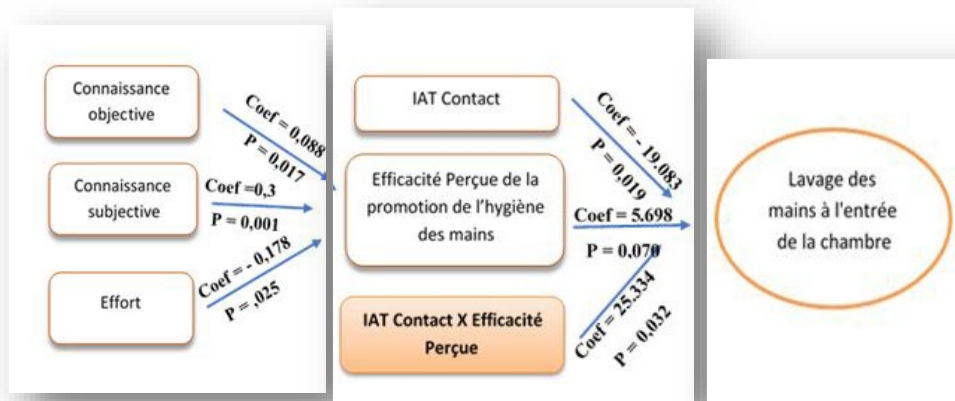 Connaissance
objective
Coef = 0,088
P = 0,017
Connaissance
subjective
Coef =0,3
P = 0,001
Effort
Coef = - 0,178
P = ,025
IAT Contact
Coef = - 19.083
P = 0,019
Efficacité Perçue de la
promotion de l'hygiène
des mains
Coef = 5.698
P = 0,070
IAT Contact X Efficacité
Perçue
Coef = 25.334
P = 0,032
Lavage des
mains à l'entrée
de la chambre